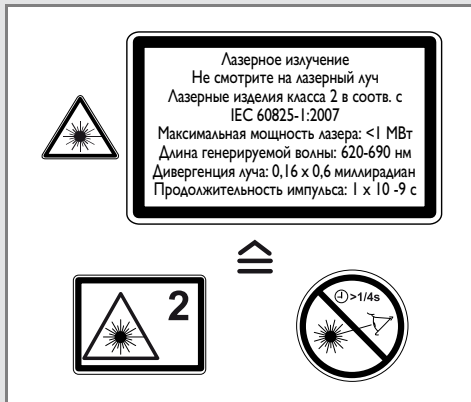 Лазерное излучение
Не смотрите на лазерный луч
Лазерные изделия класса 2 в соотв. с
IEC 60825-1:2007
Максимальная мощность лазера: <1 МВт
Длина генерируемой волны: 620-690 нм
Дивергенция луча: 0,16 x 0,6 миллирадиан
Продолжительность импульса: 1 x 10 -9 с
2
>1/4s